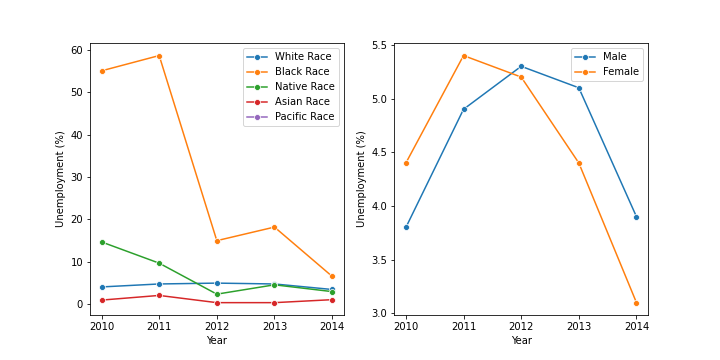 60
50
40
30
20
10
0
Unemployment (%)
2010 2011 2012 2013 2014
Year
White Race
Black Race
Native Race
Asian Race
Pacific Race
5.5
5.0
4.5
4.0
3.5
3.0
Unemployment (%)
2010 2011 2012 2013 2014
Year
Male
Female